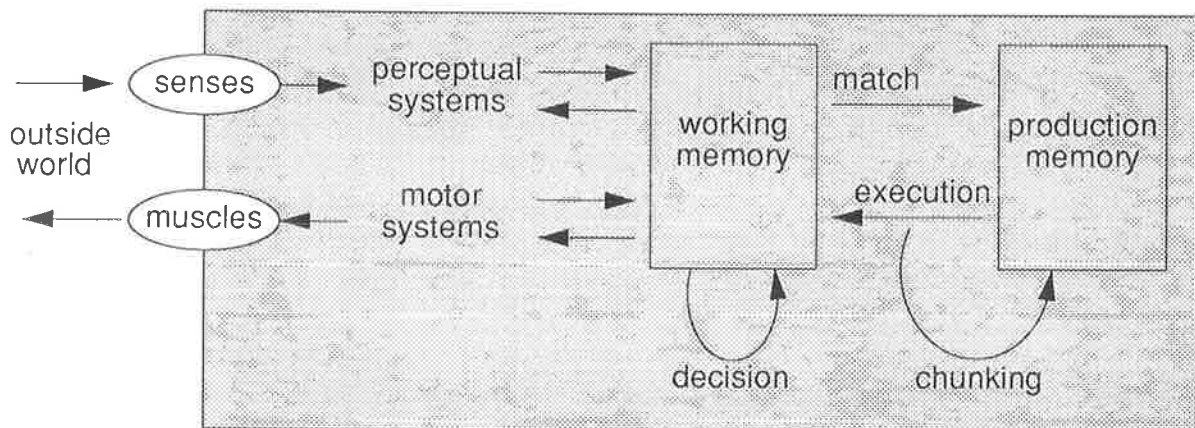 senses
perceptual
systems
outside
world
muscles
motor
systems
working
memory
match
execution
production
memory
decision
chunking